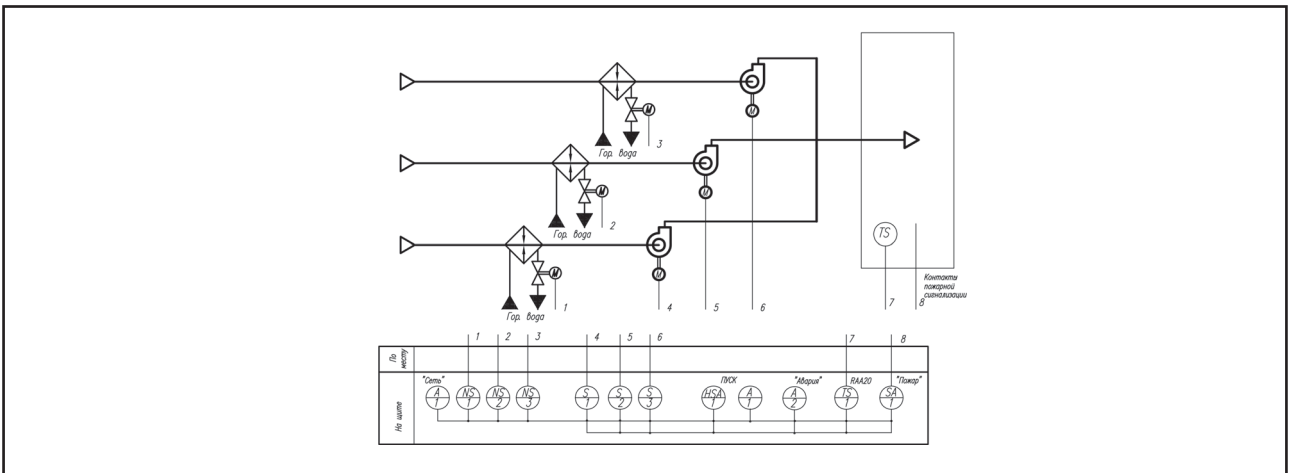 M
M
3
Гор. вода
M
M
2
Гор. вода
TS
M
M
1
4
5
6
7
8
Гор. вода
Контакты
пожарной
сигнализации
1
2
3
4
5
6
7
8
По
месту
На щите
"Сеть"
ПУСК
"Авария"
RAA20
"Пожар"
A
1
NS
1
NS
2
NS
3
S
1
S
2
S
3
HSA
1
A
1
A
2
TS
1
SA
1